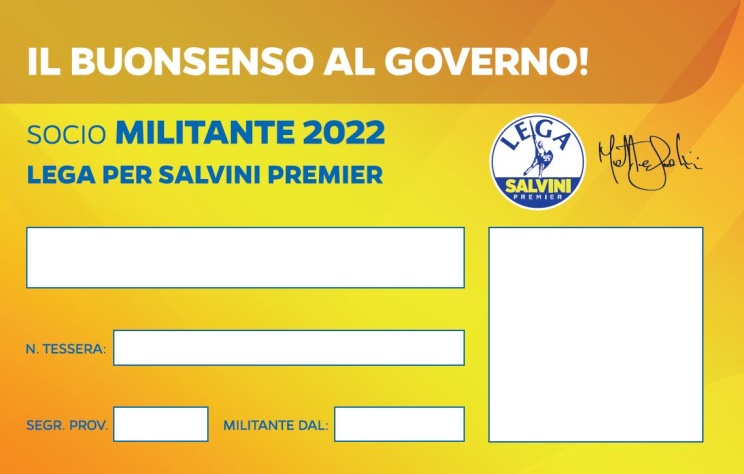 IL BUONSENSO AL GOVERNO!
SOCIO MILITANTE 2022
LEGA PER SALVINI PREMIER
LEGA
SALVINI
PREMIER
N. TESSERA:
SEGR. PROV.
MILITANTE DAL: